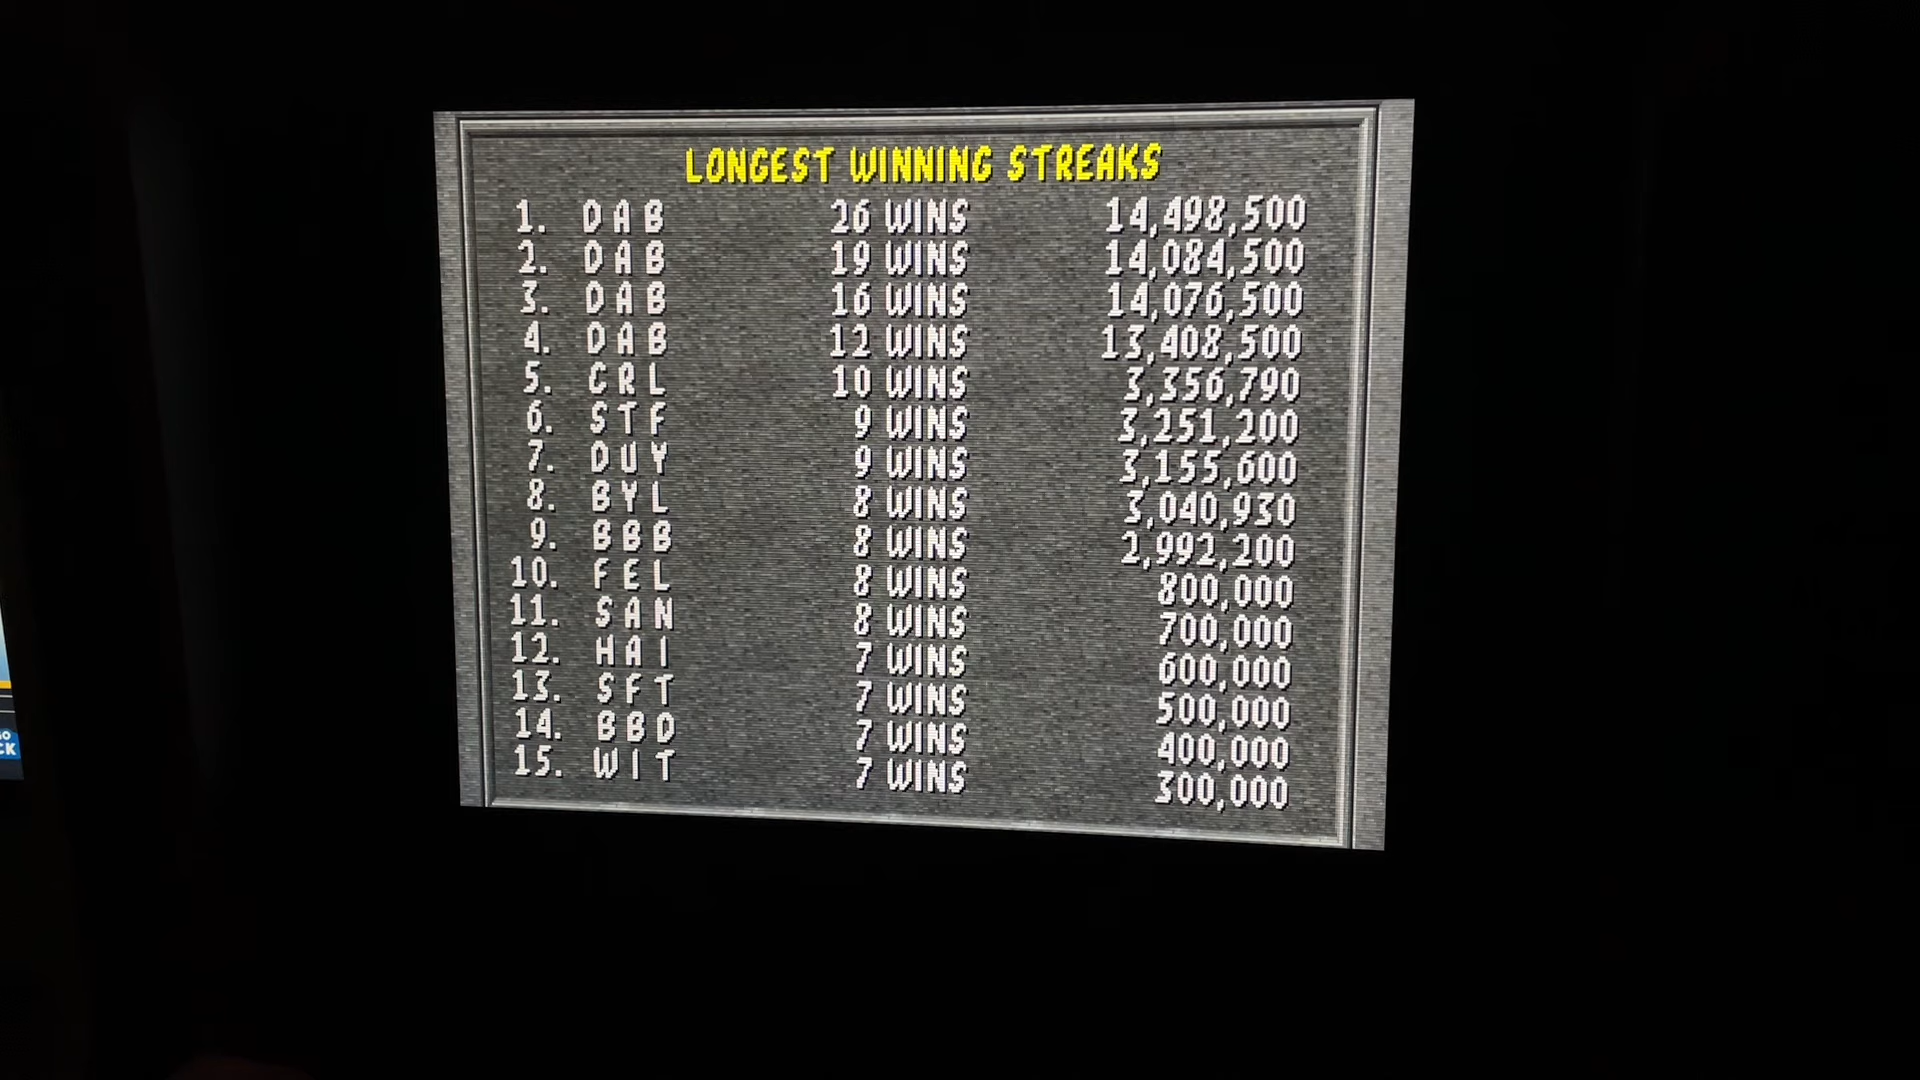 LONGEST WINNING STREAKS
1. DAB 26 WINS 14,498,500
2. DAB 19 WINS 14,084,500
3. DAB 16 WINS 14,076,500
4. DAB 12 WINS 13,408,500
5. CRL 10 WINS 3,356,790
6. STF 9 WINS 3,251,200
7. DUY 9 WINS 3,155,600
8. BYL 8 WINS 3,040,930
9. BBB 8 WINS 2,992,200
10. FEL 8 WINS 800,000
11. SAN 8 WINS 700,000
12. HAI 7 WINS 600,000
13. SFT 7 WINS 500,000
14. BBD 7 WINS 400,000
15. WIT 7 WINS 300,000